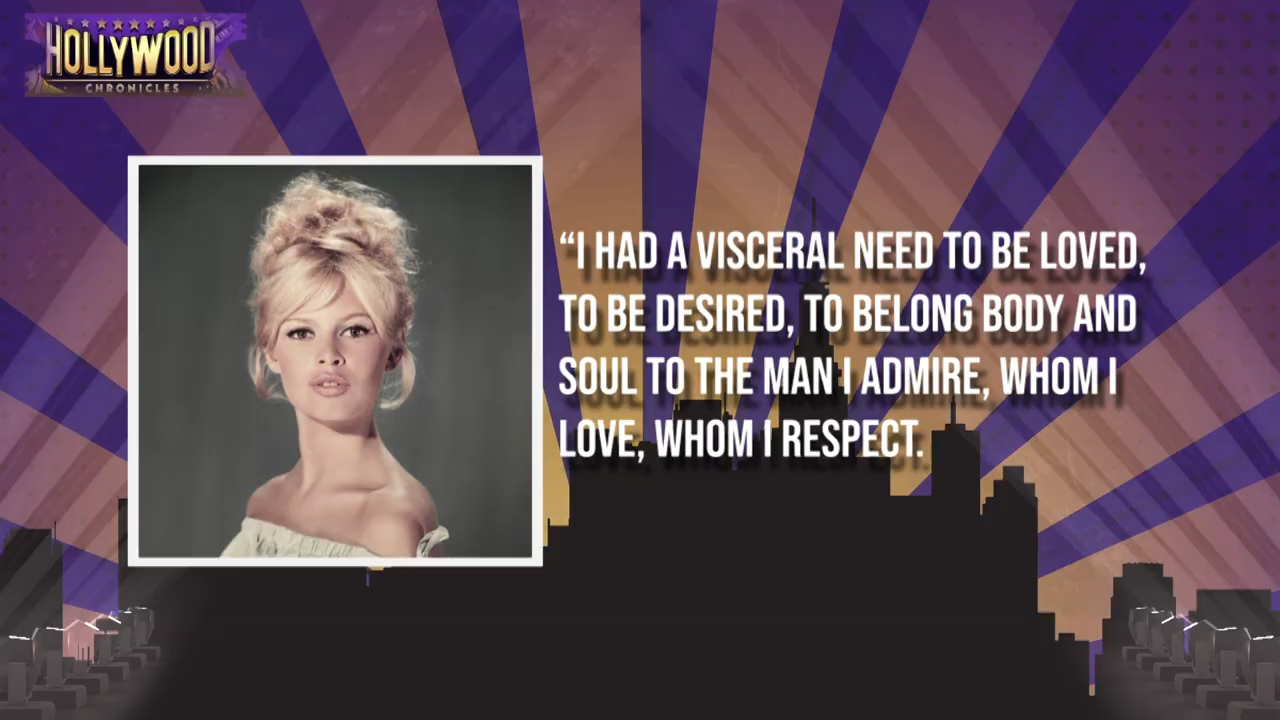 HOLLYWOOD
CHRONICLES
“I HAD A VISCERAL NEED TO BE LOVED,
TO BE DESIRED, TO BELONG BODY AND
SOUL TO THE MAN I ADMIRE, WHOM I
LOVE, WHOM I RESPECT.